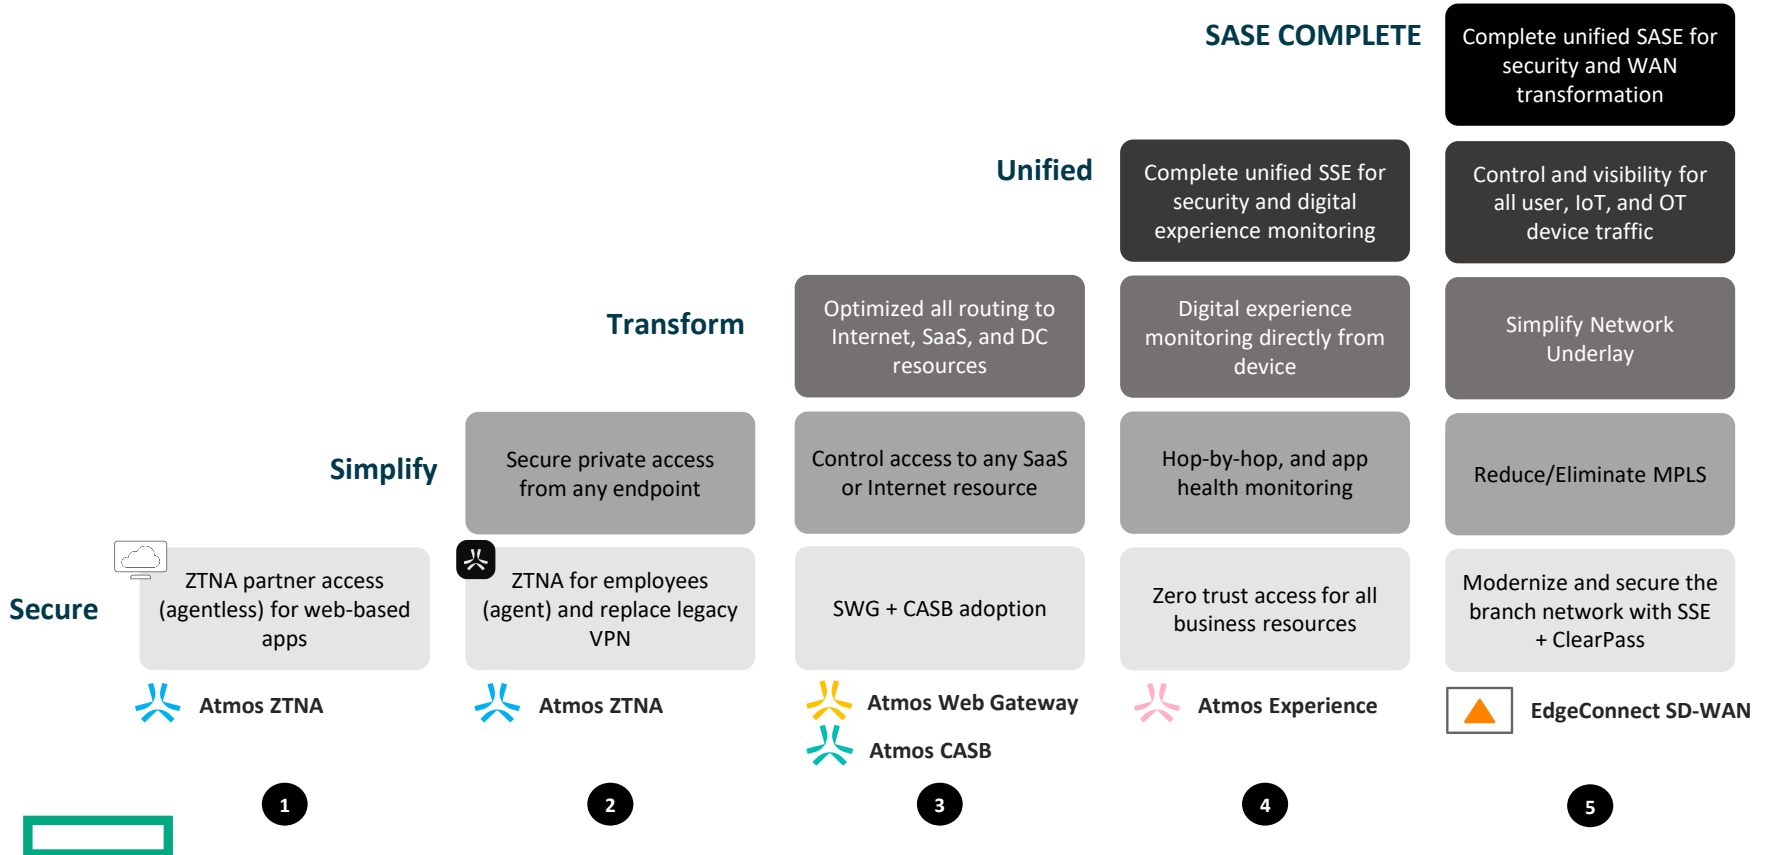 SASE COMPLETE
Complete unified SASE for
security and WAN
transformation
Unified
Complete unified SSE for
security and digital
experience monitoring
Control and visibility for
all user, IoT, and OT
device traffic
Transform
Optimized all routing to
Internet, SaaS, and DC
resources
Digital experience
monitoring directly from
device
Simplify Network
Underlay
Simplify
Secure private access
from any endpoint
Control access to any SaaS
or Internet resource
Hop-by-hop, and app
health monitoring
Reduce/Eliminate MPLS
Secure
ZTNA partner access
(agentless) for web-based
apps
ZTNA for employees
(agent) and replace legacy
VPN
SWG + CASB adoption
Zero trust access for all
business resources
Modernize and secure the
branch network with SSE
+ ClearPass
Atmos ZTNA
Atmos ZTNA
Atmos Web Gateway
Atmos CASB
Atmos Experience
EdgeConnect SD-WAN
1
2
3
4
5